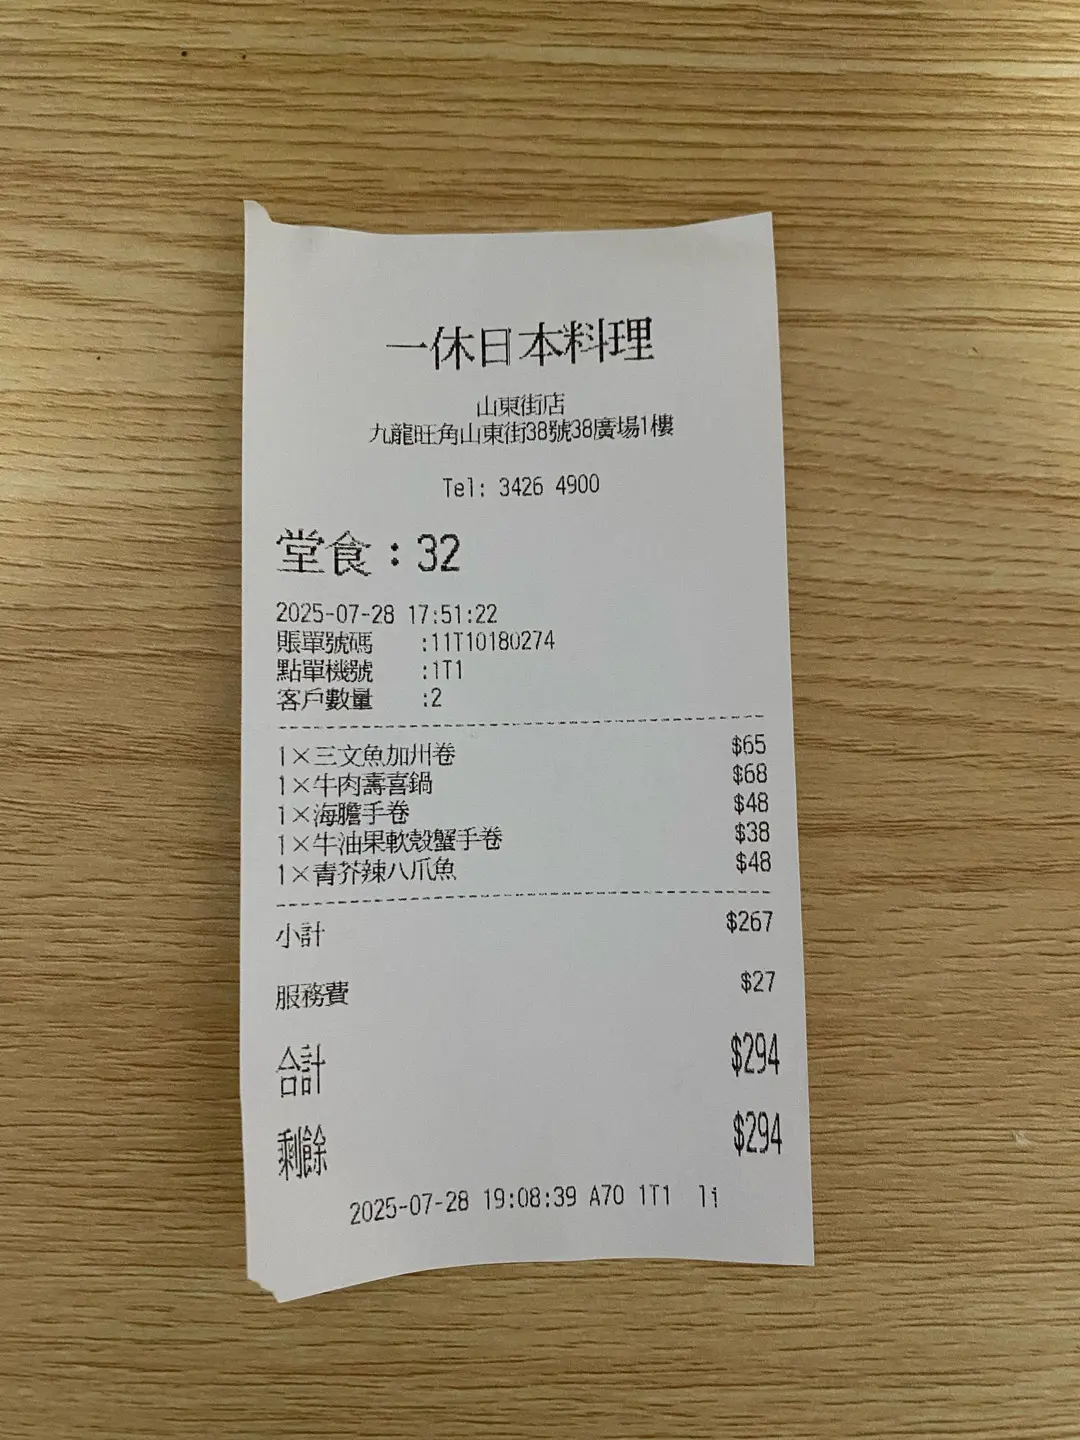 一休日本料理
山東街店
九龍旺角山東街38號38廣場1樓
Tel: 3426 4900
堂食：32
2025-07-28 17:51:22
賬單號碼 :11T10180274
點單機號 :1T1
客戶數量 :2
1×三文魚加州卷 $65
1×牛肉壽喜鍋 $68
1×海膽手卷 $48
1×牛油果軟殼蟹手卷 $38
1×青芥辣八爪魚 $48
小計 $267
服務費 $27
合計 $294
剩餘 $294
2025-07-28 19:08:39 A70 1T1 li